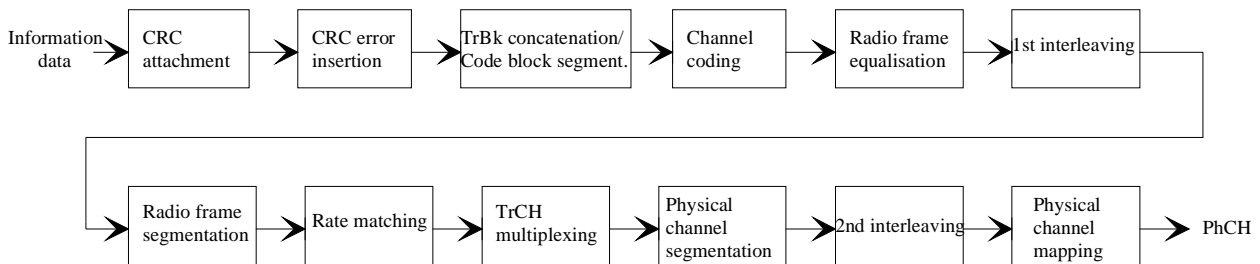 Information
data
CRC
attachment
CRC error
insertion
TrBk concatenation/
Code block segment.
Channel
coding
Radio frame
equalisation
1st interleaving
Radio frame
segmentation
Rate matching
TrCH
multiplexing
Physical
channel
segmentation
2nd interleaving
Physical
channel
mapping
PhCH